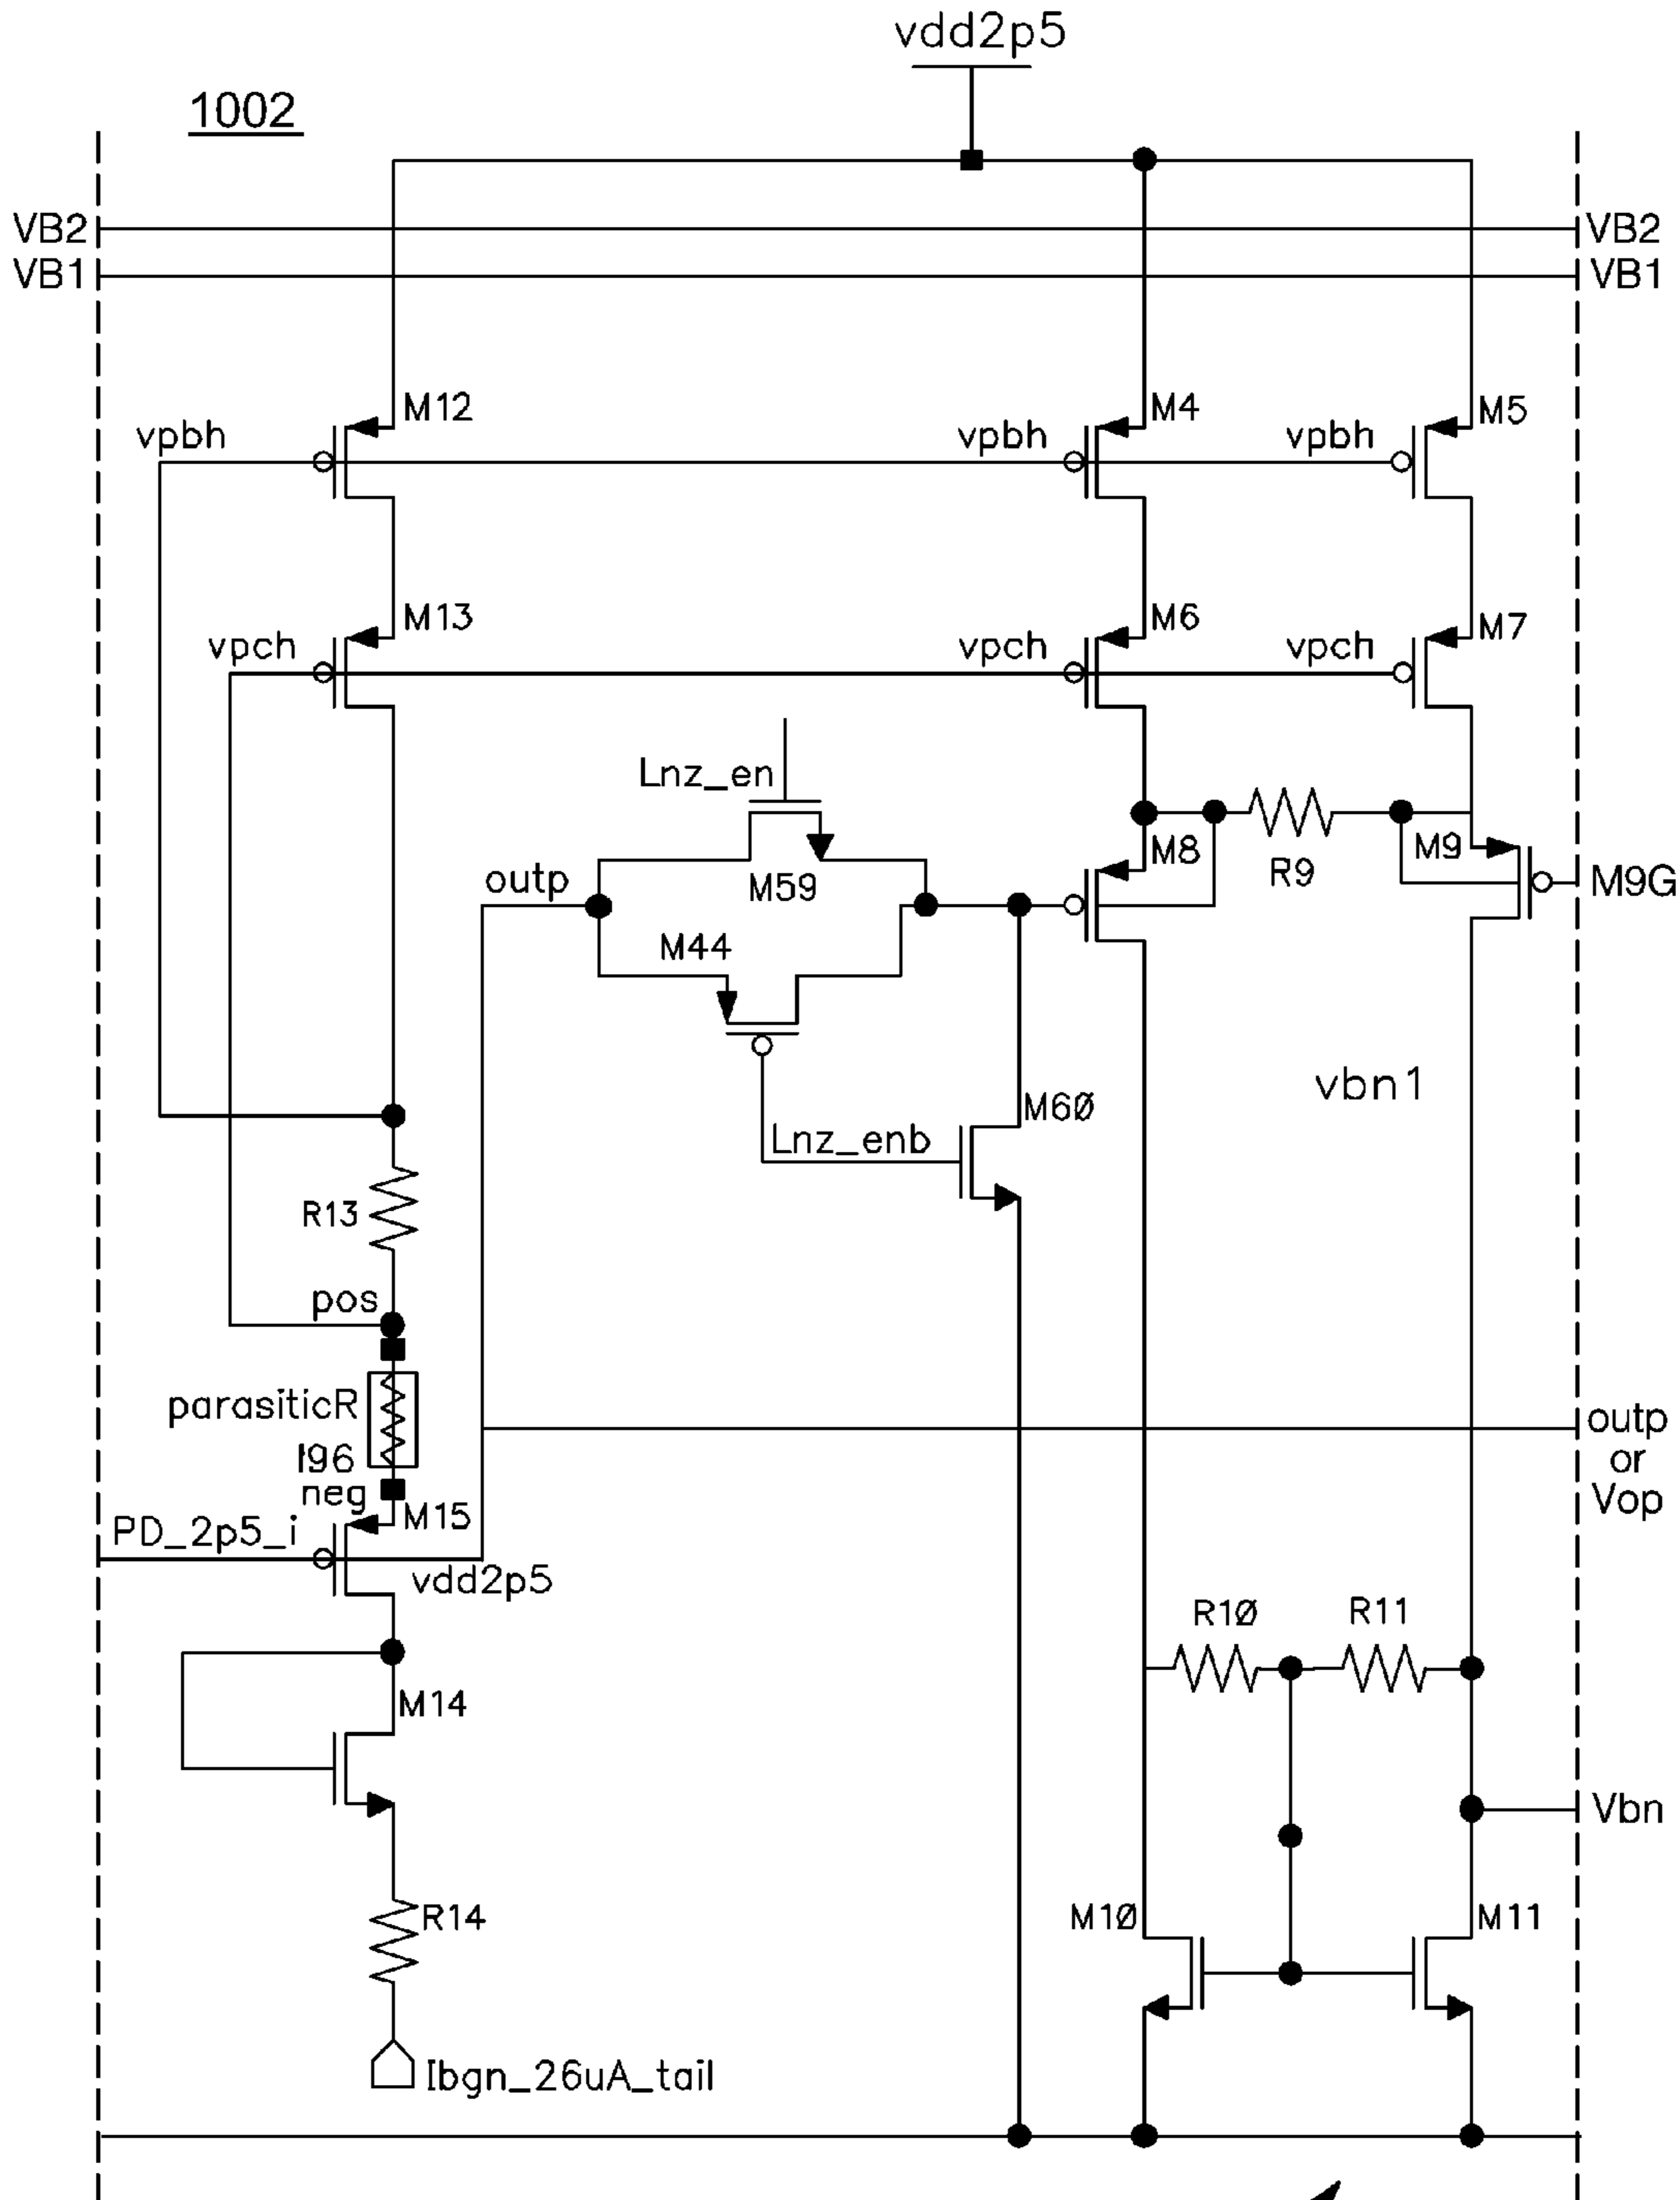 vdd2p5
1002
VB2
VB2
VB1
VB1
M12
M4
M5
vpbh
vpbh
vpbh
M13
M6
M7
vpch
vpch
vpch
Lnz_en
M8
M9
outp
M59
R9
M9G
M44
vbn1
M6Ø
Lnz_enb
R13
pos
parasiticR
outp
or
Vop
I96
neg
M15
PD_2p5_i
vdd2p5
R1Ø
R11
M14
Vbn
R14
M1Ø
M11
Ibgn_26uA_tail